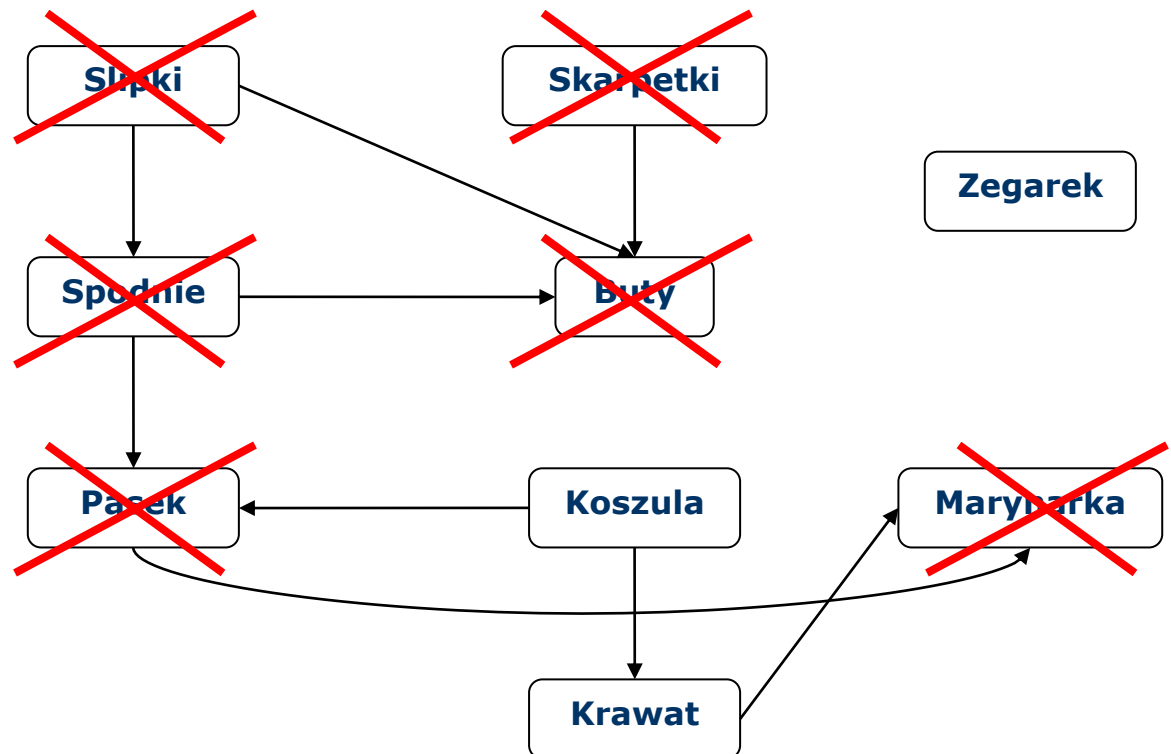 Slipki
Skarpetki
Zegarek
Spodnie
Buty
Pasek
Koszula
Marynarka
Krawat